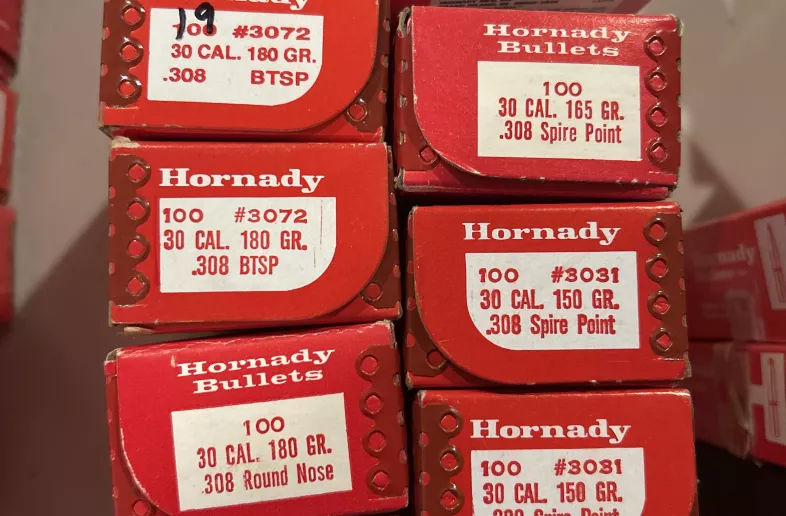 19
100 #3072
30 CAL. 180 GR.
.308 BTSP
Hornady
100 #3072
30 CAL. 180 GR.
.308 BTSP
Hornady
Bullets
100
30 CAL. 180 GR.
.308 Round Nose
Hornady
Bullets
100
30 CAL. 165 GR.
.308 Spire Point
Hornady
100 #3031
30 CAL. 150 GR.
.308 Spire Point
Hornady
100 #3031
30 CAL. 150 GR.
Hornady